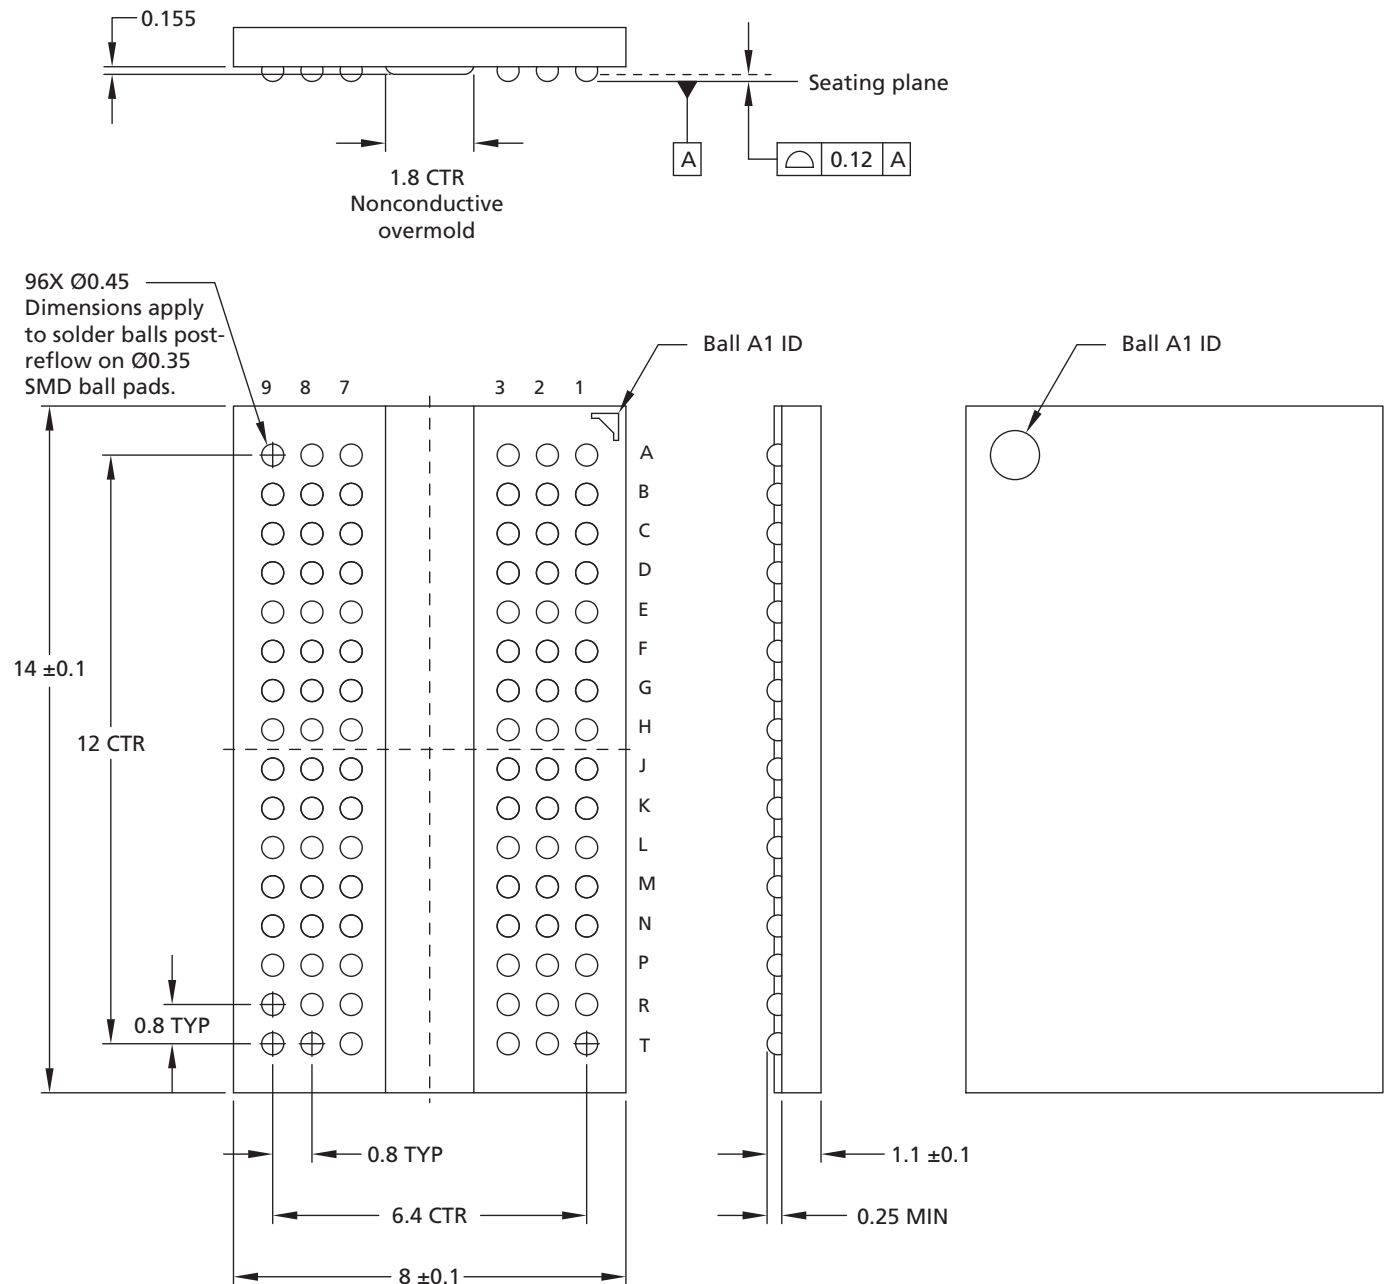 0.155
Seating plane
A
0.12 A
1.8 CTR
Nonconductive
overmold
96X Ø0.45
Dimensions apply
to solder balls post-
reflow on Ø0.35
SMD ball pads.
Ball A1 ID
Ball A1 ID
9 8 7 3 2 1
A
B
C
D
E
F
G
H
J
K
L
M
N
P
R
T
14 ±0.1
12 CTR
0.8 TYP
0.8 TYP
1.1 ±0.1
6.4 CTR
0.25 MIN
8 ±0.1